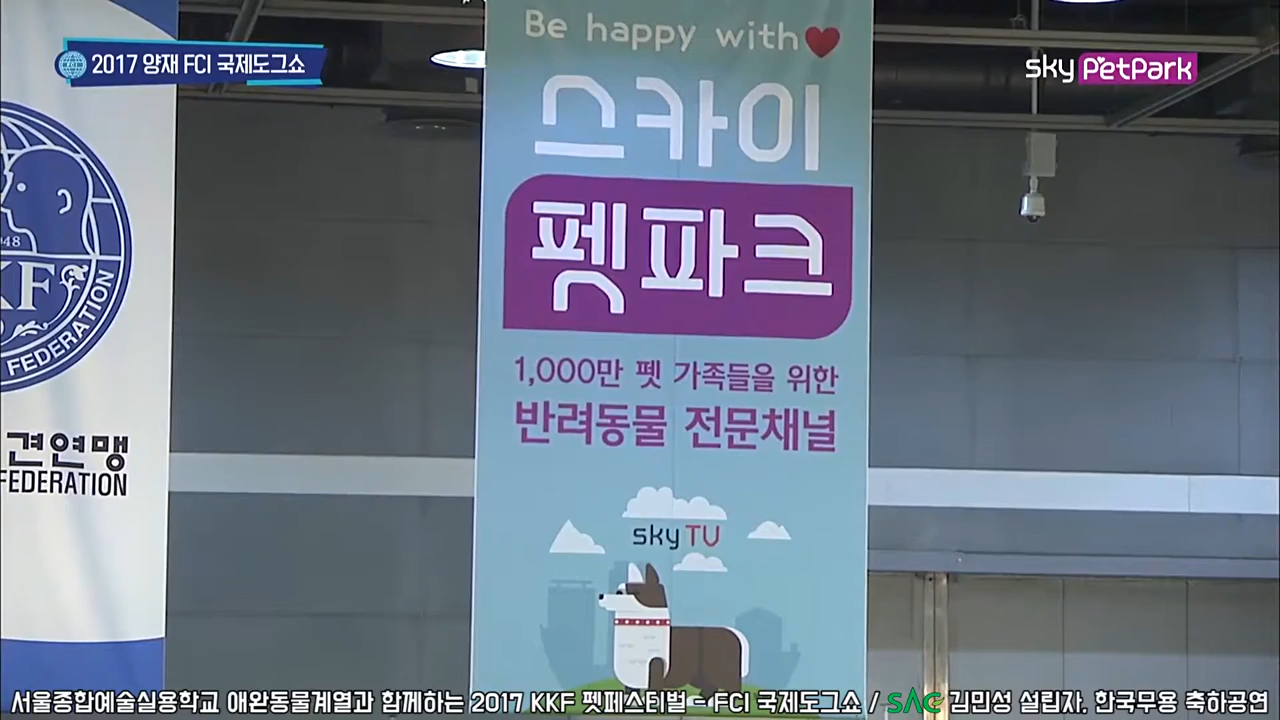 2017 양재 FCI 국제도그쇼
sky PetPark
Be happy with
스카이
펫파크
1,000만 펫 가족들을 위한
반려동물 전문채널
sky TV
KF
FEDERATION
견연맹
FEDERATION
서울종합예술실용학교 애완동물계열과 함께하는 2017 KKF 펫페스티벌 - FCI 국제도그쇼 / SAC 김민성 설립자. 한국무용 축하공연